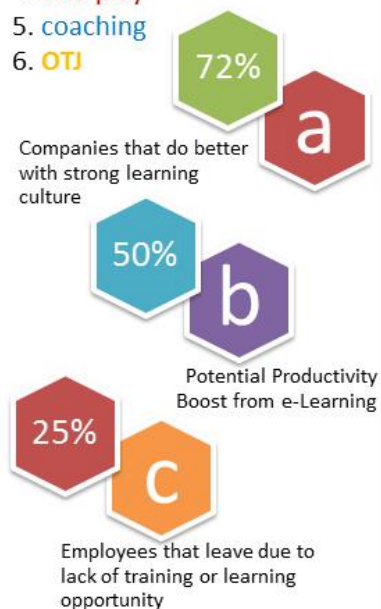 5. coaching
6. OTJ
72%
a
Companies that do better
with strong learning
culture
50%
b
Potential Productivity
Boost from e-Learning
25%
c
Employees that leave due to
lack of training or learning
opportunity